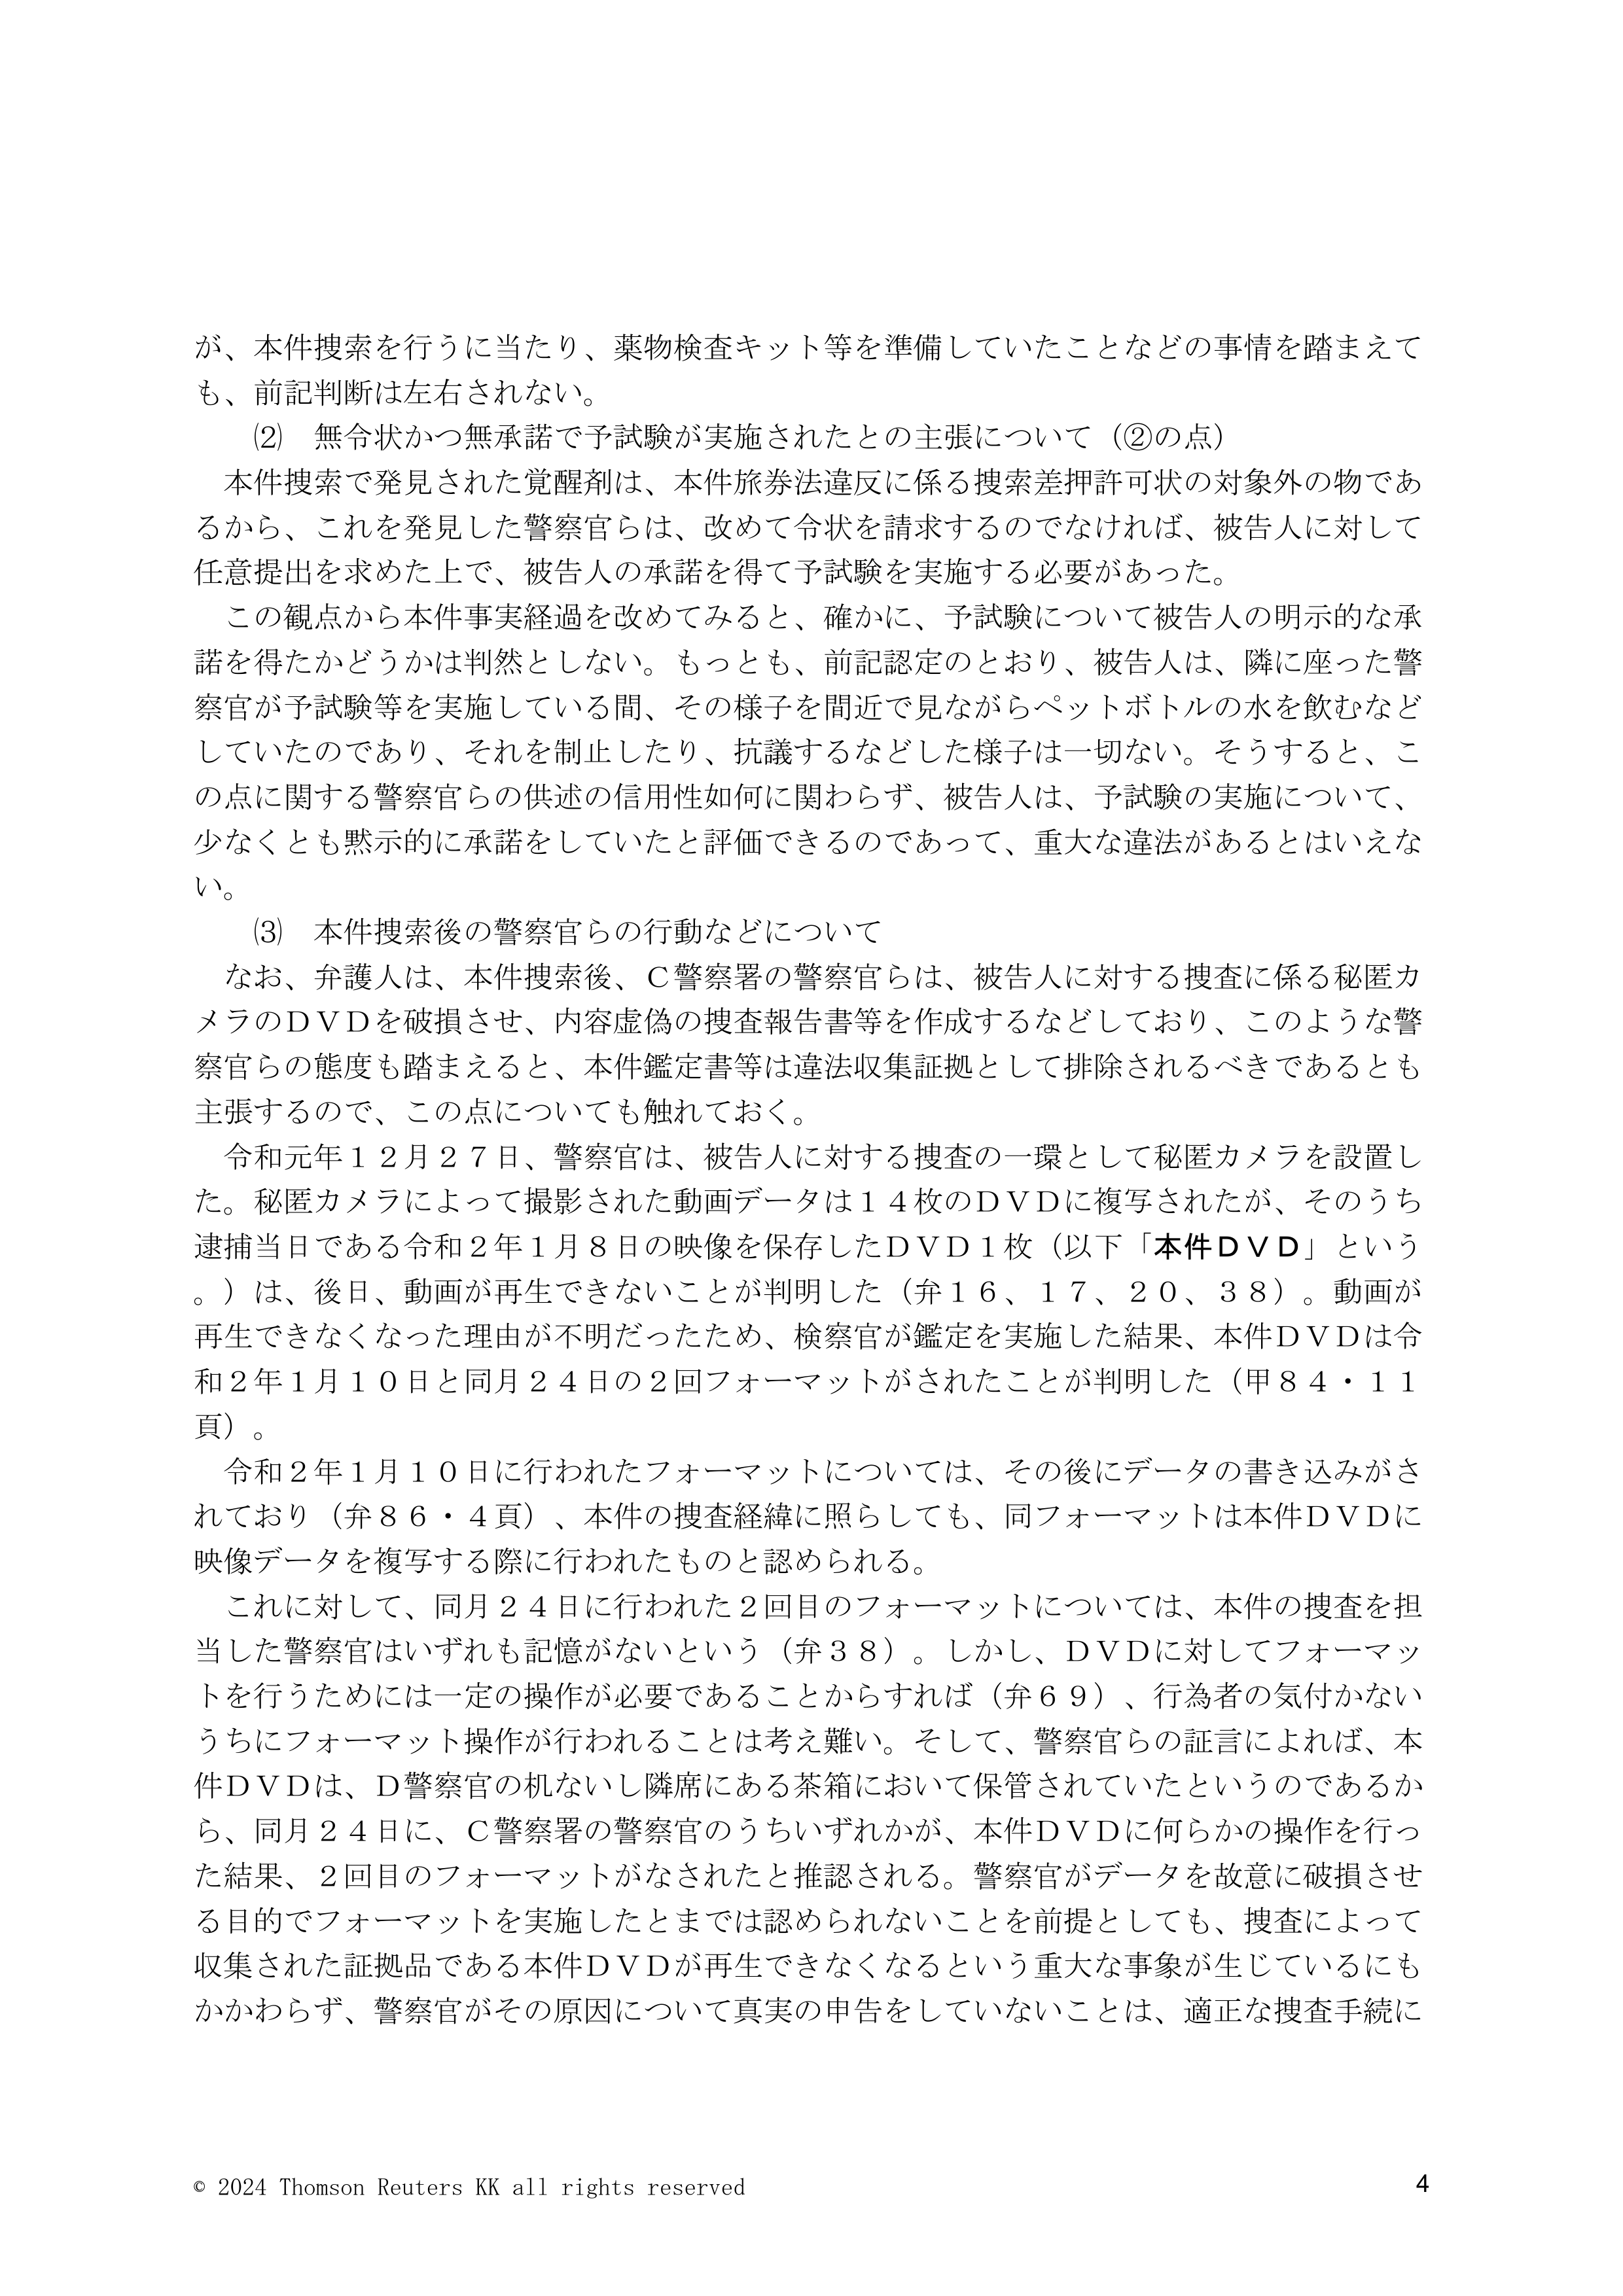 が、本件捜索を行うに当たり、薬物検査キット等を準備していたことなどの事情を踏まえて
も、前記判断は左右されない。
⑵　無令状かつ無承諾で予試験が実施されたとの主張について（②の点）
本件捜索で発見された覚醒剤は、本件旅券法違反に係る捜索差押許可状の対象外の物であ
るから、これを発見した警察官らは、改めて令状を請求するのでなければ、被告人に対して
任意提出を求めた上で、被告人の承諾を得て予試験を実施する必要があった。
この観点から本件事実経過を改めてみると、確かに、予試験について被告人の明示的な承
諾を得たかどうかは判然としない。もっとも、前記認定のとおり、被告人は、隣に座った警
察官が予試験等を実施している間、その様子を間近で見ながらペットボトルの水を飲むなど
していたのであり、それを制止したり、抗議するなどした様子は一切ない。そうすると、こ
の点に関する警察官らの供述の信用性如何に関わらず、被告人は、予試験の実施について、
少なくとも黙示的に承諾をしていたと評価できるのであって、重大な違法があるとはいえな
い。
⑶　本件捜索後の警察官らの行動などについて
なお、弁護人は、本件捜索後、Ｃ警察署の警察官らは、被告人に対する捜査に係る秘匿カ
メラのＤＶＤを破損させ、内容虚偽の捜査報告書等を作成するなどしており、このような警
察官らの態度も踏まえると、本件鑑定書等は違法収集証拠として排除されるべきであるとも
主張するので、この点についても触れておく。
令和元年１２月２７日、警察官は、被告人に対する捜査の一環として秘匿カメラを設置し
た。秘匿カメラによって撮影された動画データは１４枚のＤＶＤに複写されたが、そのうち
逮捕当日である令和２年１月８日の映像を保存したＤＶＤ１枚（以下「本件ＤＶＤ」という
。）は、後日、動画が再生できないことが判明した（弁１６、１７、２０、３８）。動画が
再生できなくなった理由が不明だったため、検察官が鑑定を実施した結果、本件ＤＶＤは令
和２年１月１０日と同月２４日の２回フォーマットがされたことが判明した（甲８４・１１
頁）。
令和２年１月１０日に行われたフォーマットについては、その後にデータの書き込みがさ
れており（弁８６・４頁）、本件の捜査経緯に照らしても、同フォーマットは本件ＤＶＤに
映像データを複写する際に行われたものと認められる。
これに対して、同月２４日に行われた２回目のフォーマットについては、本件の捜査を担
当した警察官はいずれも記憶がないという（弁３８）。しかし、ＤＶＤに対してフォーマッ
トを行うためには一定の操作が必要であることからすれば（弁６９）、行為者の気付かない
うちにフォーマット操作が行われることは考え難い。そして、警察官らの証言によれば、本
件ＤＶＤは、Ｄ警察官の机ないし隣席にある茶箱において保管されていたというのであるか
ら、同月２４日に、Ｃ警察署の警察官のうちいずれかが、本件ＤＶＤに何らかの操作を行っ
た結果、２回目のフォーマットがなされたと推認される。警察官がデータを故意に破損させ
る目的でフォーマットを実施したとまでは認められないことを前提としても、捜査によって
収集された証拠品である本件ＤＶＤが再生できなくなるという重大な事象が生じているにも
かかわらず、警察官がその原因について真実の申告をしていないことは、適正な捜査手続に
© 2024 Thomson Reuters KK all rights reserved
4